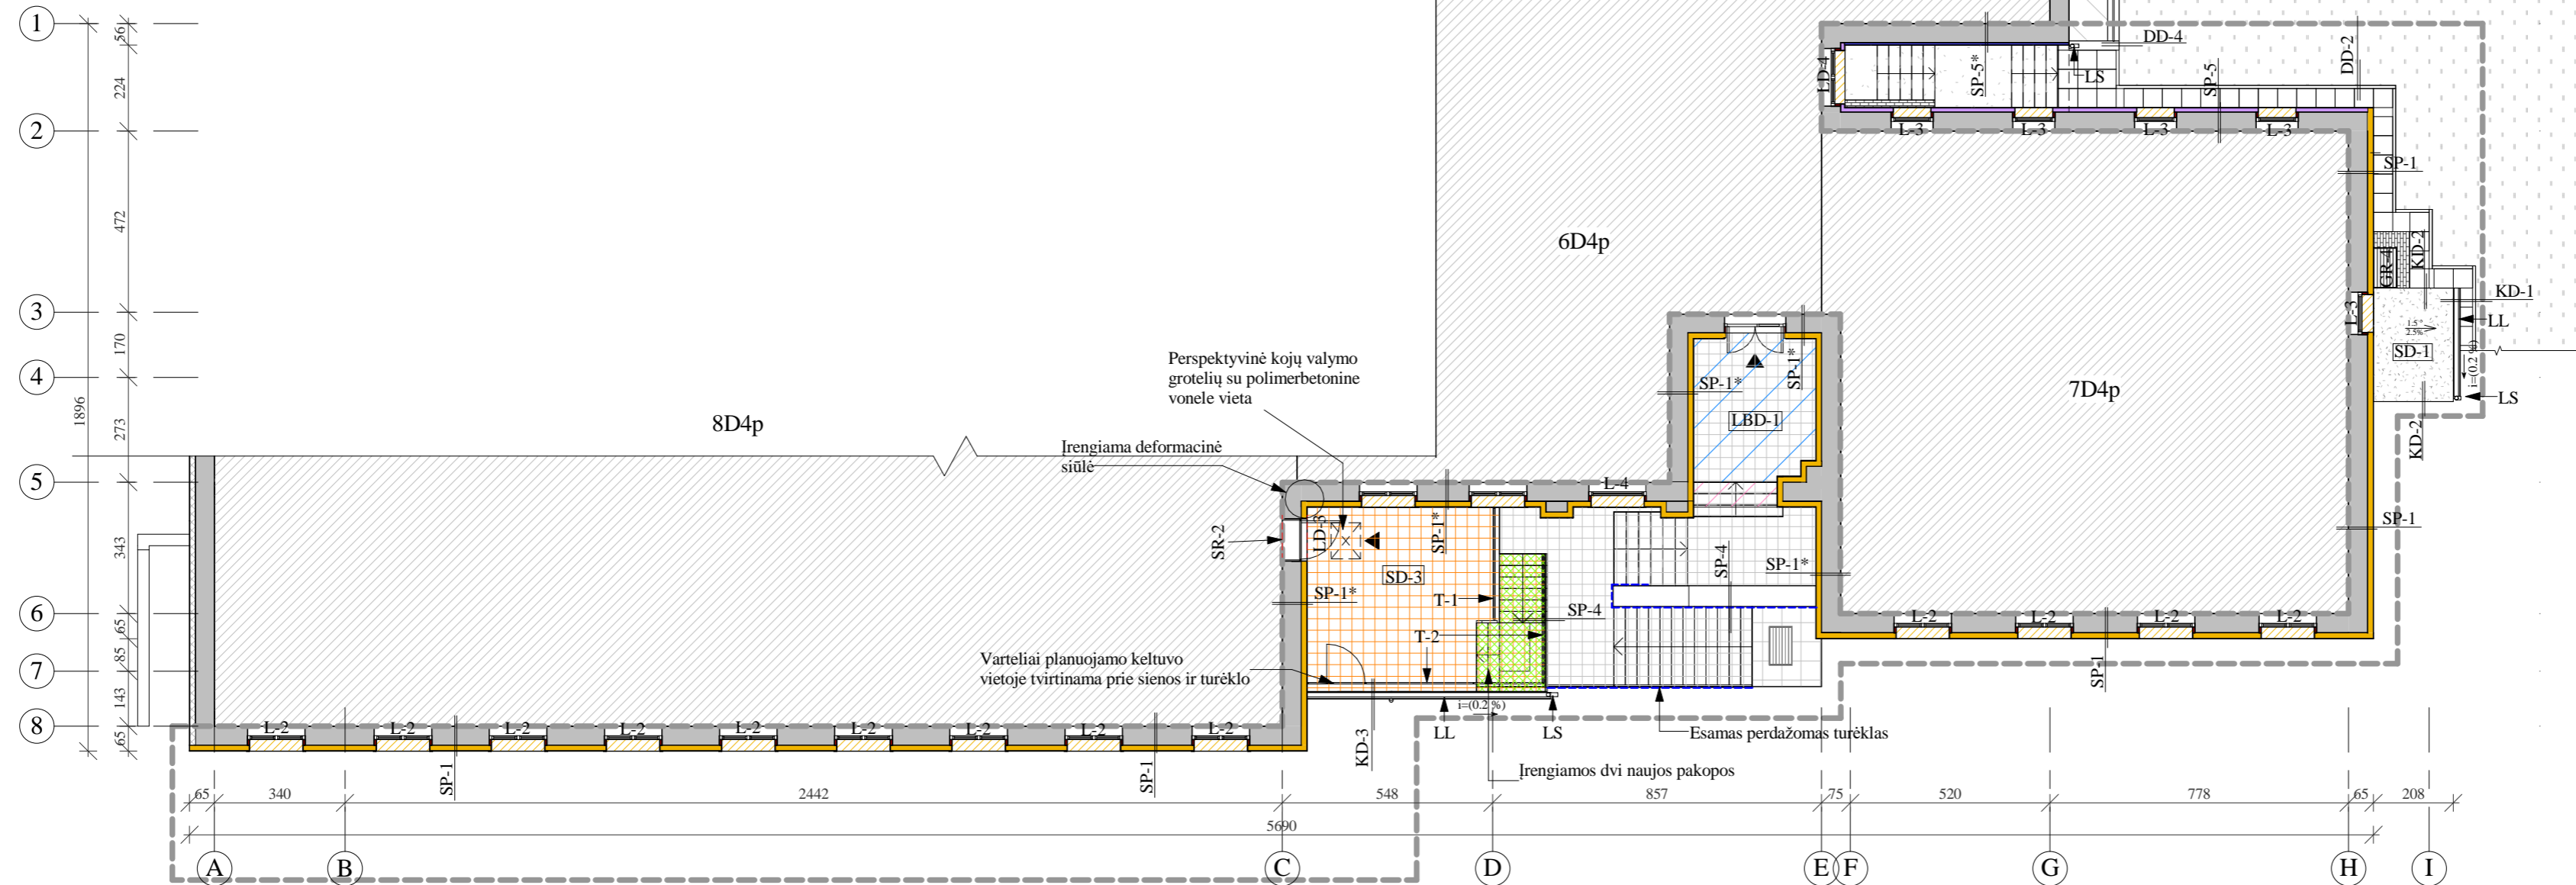 1
2
3
4
5
6
7
8
56
224
472
170
273
343
65
85
143
65
1896
8D4p
6D4p
7D4p
DD-4
DD-2
LS
LD-4
SP-5*
SP-5
L-3
L-3
L-3
L-3
SP-1
KD-2
GR-4
KD-1
L-3
LL
1.5°
2.5%
SD-1
i=(0.2 %)
LS
KD-2
SP-1
Perspektyvinė kojų valymo
grotelių su polimerbetonine
vonele vieta
Įrengiama deformacinė
siūlė
SP-1*
SP-1*
LBD-1
L-4
SR-2
LD-3
SP-1*
SD-3
SP-1*
T-1
T-2
SP-4
SP-4
SP-1*
Varteliai planuojamo keltuvo
vietoje tvirtinama prie sienos ir turėklo
i=(0.2 %)
KD-3
LL
LS
Esamas perdažomas turėklas
Įrengiamos dvi naujos pakopos
L-2
L-2
L-2
L-2
SP-1
L-2
L-2
L-2
L-2
L-2
L-2
L-2
L-2
L-2
SP-1
SP-1
65
340
2442
548
857
75
520
778
65
208
5690
A
B
C
D
E
F
G
H
I